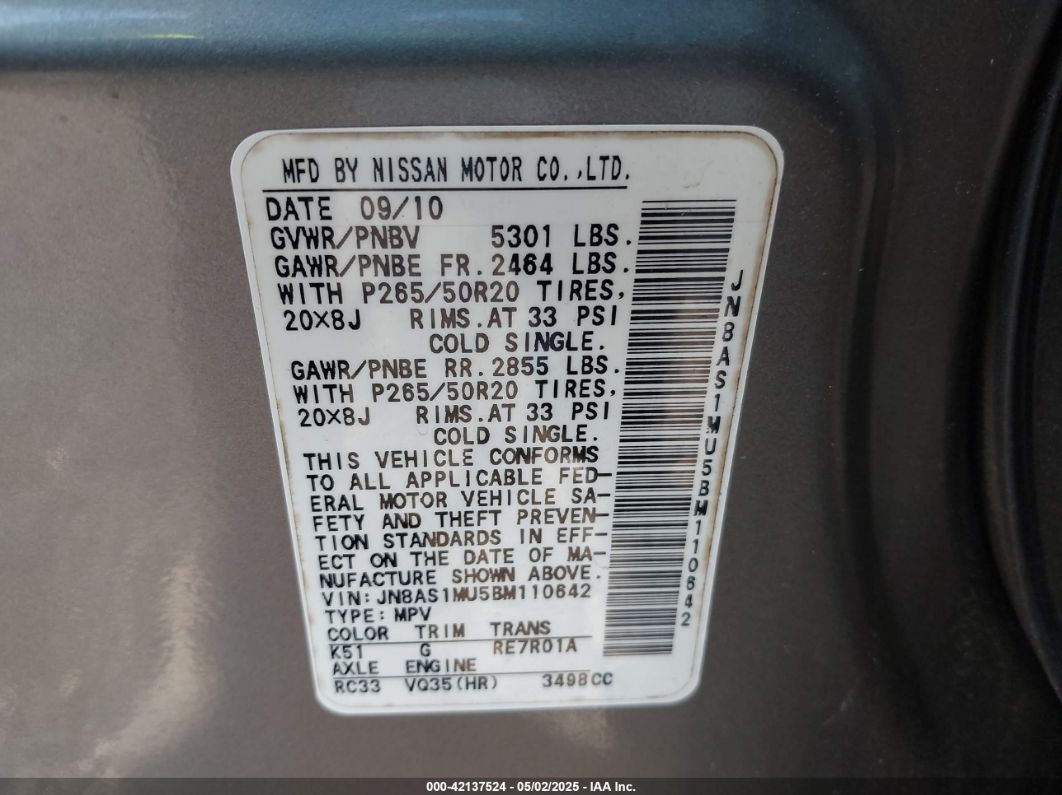 MFD BY NISSAN MOTOR CO.,LTD.
DATE 09/10
GVWR/PNBV 5301 LBS.
GAWR/PNBE FR. 2464 LBS.
WITH P265/50R20 TIRES,
20×8J RIMS.AT 33 PSI
COLD SINGLE.
GAWR/PNBE RR. 2855 LBS.
WITH P265/50R20 TIRES,
20×8J RIMS.AT 33 PSI
COLD SINGLE.
THIS VEHICLE CONFORMS
TO ALL APPLICABLE FED-
ERAL MOTOR VEHICLE SA-
FETY AND THEFT PREVEN-
TION STANDARDS IN EFF-
ECT ON THE DATE OF MA-
NUFACTURE SHOWN ABOVE.
VIN: JN8AS1MU5BM110642
TYPE: MPV
COLOR TRIM TRANS
K51 G RE7R01A
AXLE ENGINE
RC33 VQ35(HR) 3498CC
JN8AS1MU5BM110642
000-42137524 - 05/02/2025 - IAA Inc.